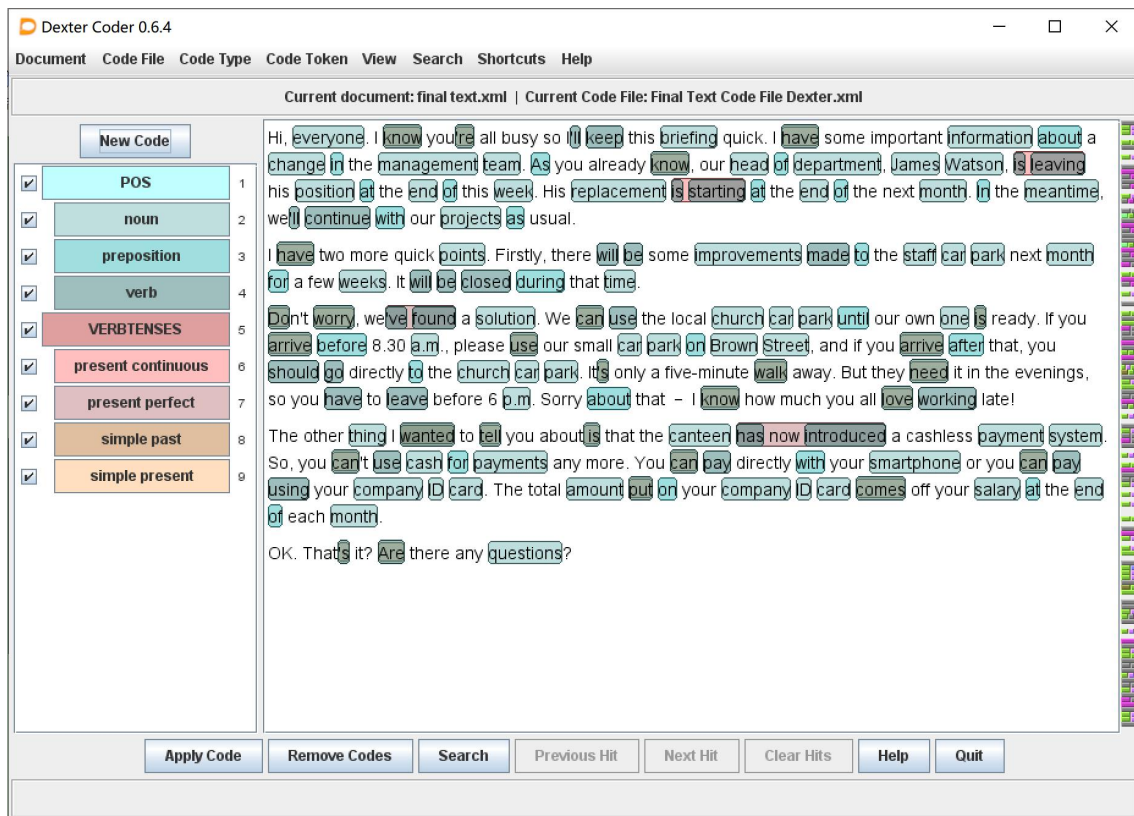 Dexter Coder 0.6.4
Document Code File Code Type Code Token View Search Shortcuts Help
Current document: final text.xml | Current Code File: Final Text Code File Dexter.xml
New Code
POS 1
noun 2
preposition 3
verb 4
VERBTENSES 5
present continuous 6
present perfect 7
simple past 8
simple present 9
Hi, everyone. I know you're all busy so I'll keep this briefing quick. I have some important information about a
change in the management team. As you already know, our head of department, James Watson, is leaving
his position at the end of this week. His replacement is starting at the end of the next month. In the meantime,
we'll continue with our projects as usual.
I have two more quick points. Firstly, there will be some improvements made to the staff car park next month
for a few weeks. It will be closed during that time.
Don't worry, we've found a solution. We can use the local church car park until our own one is ready. If you
arrive before 8.30 a.m., please use our small car park on Brown Street, and if you arrive after that, you
should go directly to the church car park. It's only a five-minute walk away. But they need it in the evenings,
so you have to leave before 6 p.m. Sorry about that – I know how much you all love working late!
The other thing I wanted to tell you about is that the canteen has now introduced a cashless payment system.
So, you can't use cash for payments any more. You can pay directly with your smartphone or you can pay
using your company ID card. The total amount put on your company ID card comes off your salary at the end
of each month.
OK. That's it? Are there any questions?
Apply Code Remove Codes Search Previous Hit Next Hit Clear Hits Help Quit